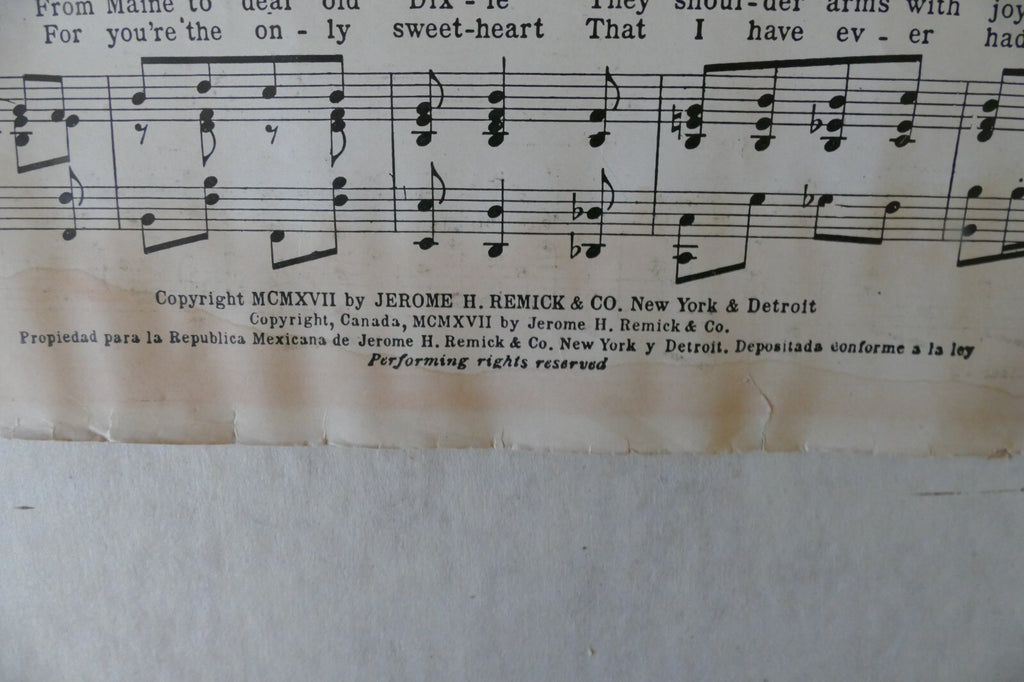 From Maine to dear old Dix - ie They shoul-der arms with joy
For you're the on - ly sweet-heart That I have ev - er had
Copyright MCMXVII by JEROME H. REMICK & CO. New York & Detroit
Copyright, Canada, MCMXVII by Jerome H. Remick & Co.
Propiedad para la Republica Mexicana de Jerome H. Remick & Co. New York y Detroit. Depositada conforme a la ley
Performing rights reserved